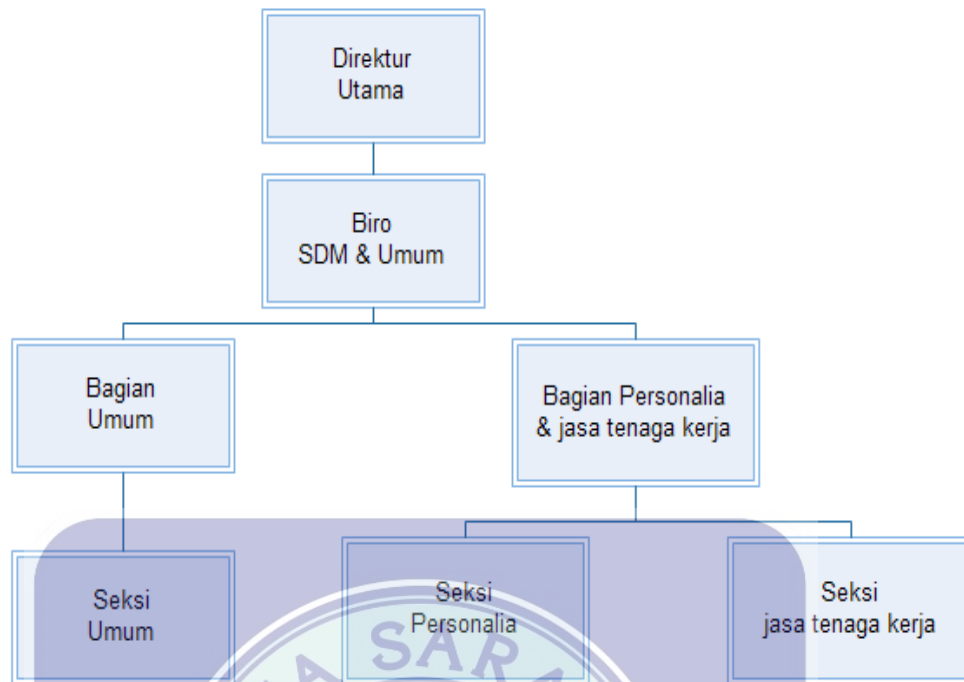 Direktur
Utama
Biro
SDM & Umum
Bagian
Umum
Bagian Personalia
& jasa tenaga kerja
Seksi
Umum
Seksi
Personalia
Seksi
jasa tenaga kerja
SARA